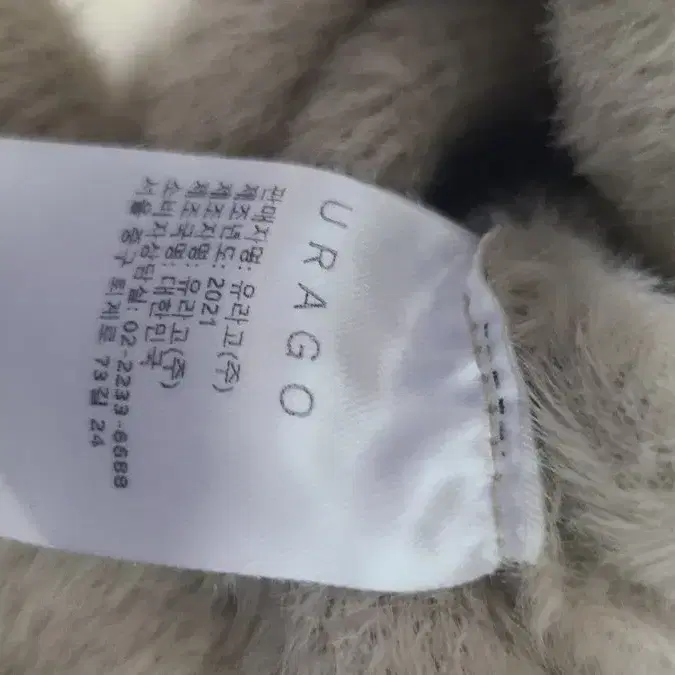 URAGO
판매자명: 유라고(주)
제조년도: 2021
제조자명: 유라고(주)
제조국명: 대한민국
소비자상담실: 02-2233-6688
서울 중구 퇴계로 73길 24